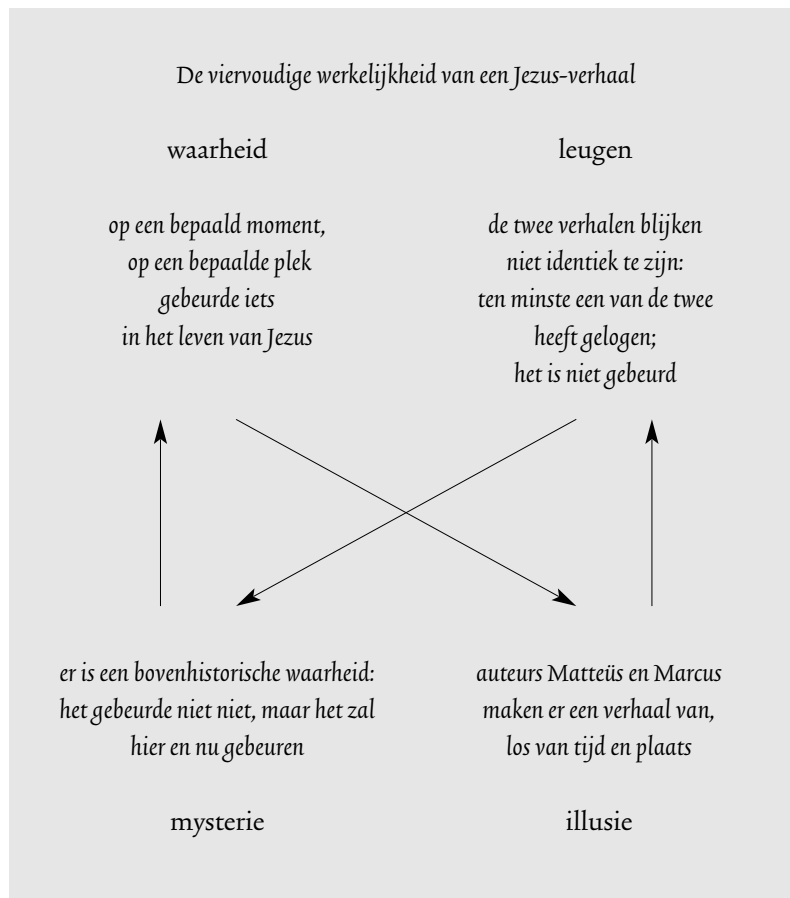 De viervoudige werkelijkheid van een Jezus-verhaal
waarheid
op een bepaald moment,
op een bepaalde plek
gebeurde iets
in het leven van Jezus
leugen
de twee verhalen blijken
niet identiek te zijn:
ten minste een van de twee
heeft gelogen;
het is niet gebeurd
er is een bovenhistorische waarheid:
het gebeurde niet niet, maar het zal
hier en nu gebeuren
mysterie
auteurs Matteüs en Marcus
maken er een verhaal van,
los van tijd en plaats
illusie